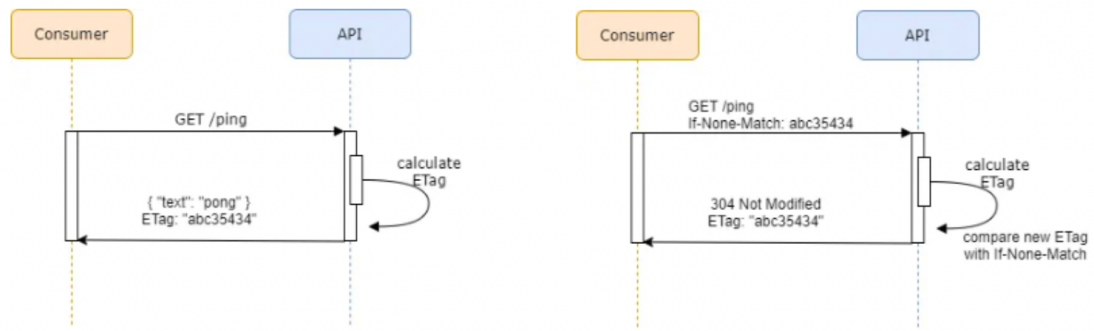 Consumer
API
GET /ping
calculate
ETag
{ "text": "pong" }
ETag: "abc35434"
Consumer
API
GET /ping
If-None-Match: abc35434
calculate
ETag
304 Not Modified
ETag: "abc35434"
compare new ETag
with If-None-Match